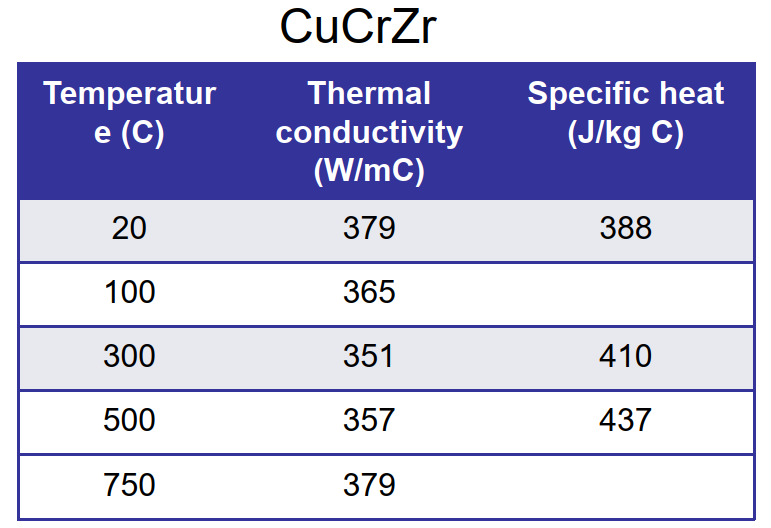 CuCrZr
Temperatur
e (C)
Thermal
conductivity
(W/mC)
Specific heat
(J/kg C)
20 379 388
100 365
300 351 410
500 357 437
750 379